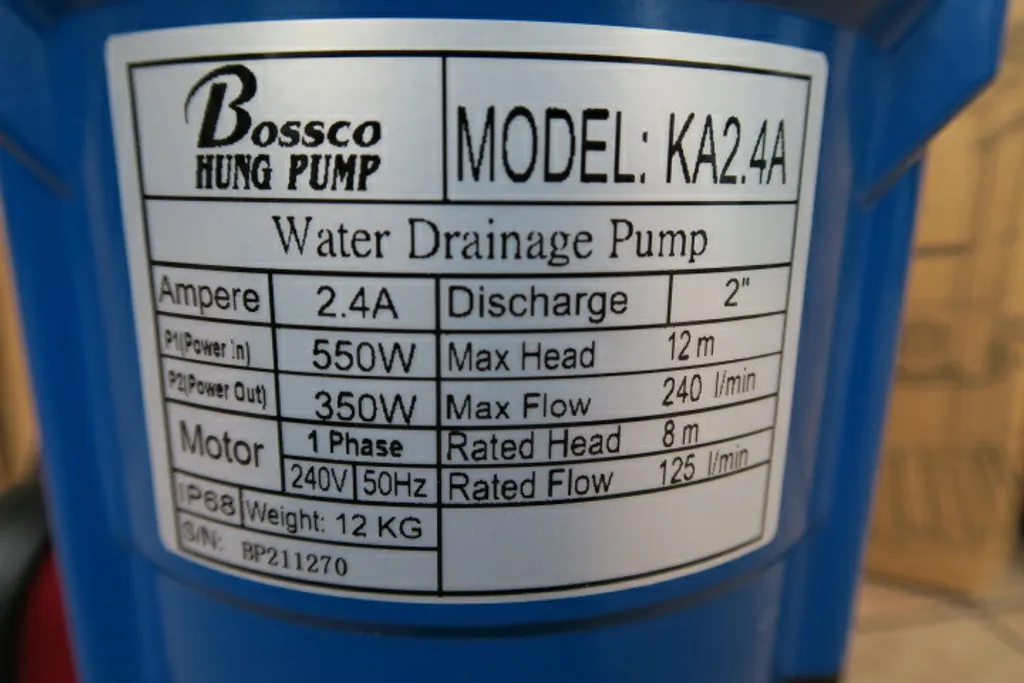 Bossco
HUNG PUMP
MODEL: KA2.4A
Water Drainage Pump
Ampere 2.4A Discharge 2"
P1(Power In) 550W Max Head 12 m
P2(Power Out) 350W Max Flow 240 l/min
Motor 1 Phase Rated Head 8 m
240V 50Hz Rated Flow 125 l/min
IP68 Weight: 12 KG
S/N: BP211270